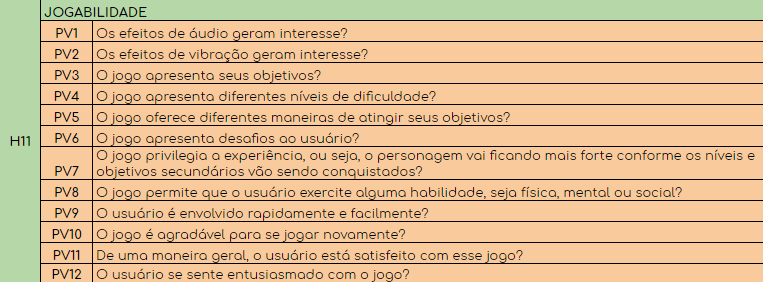 JOGABILIDADE
PV1 Os efeitos de áudio geram interesse?
PV2 Os efeitos de vibração geram interesse?
PV3 O jogo apresenta seus objetivos?
PV4 O jogo apresenta diferentes níveis de dificuldade?
PV5 O jogo oferece diferentes maneiras de atingir seus objetivos?
PV6 O jogo apresenta desafios ao usuário?
H11
O jogo privilegia a experiência, ou seja, o personagem vai ficando mais forte conforme os níveis e
PV7 objetivos secundários vão sendo conquistados?
PV8 O jogo permite que o usuário exercite alguma habilidade, seja física, mental ou social?
PV9 O usuário é envolvido rapidamente e facilmente?
PV10 O jogo é agradável para se jogar novamente?
PV11 De uma maneira geral, o usuário está satisfeito com esse jogo?
PV12 O usuário se sente entusiasmado com o jogo?